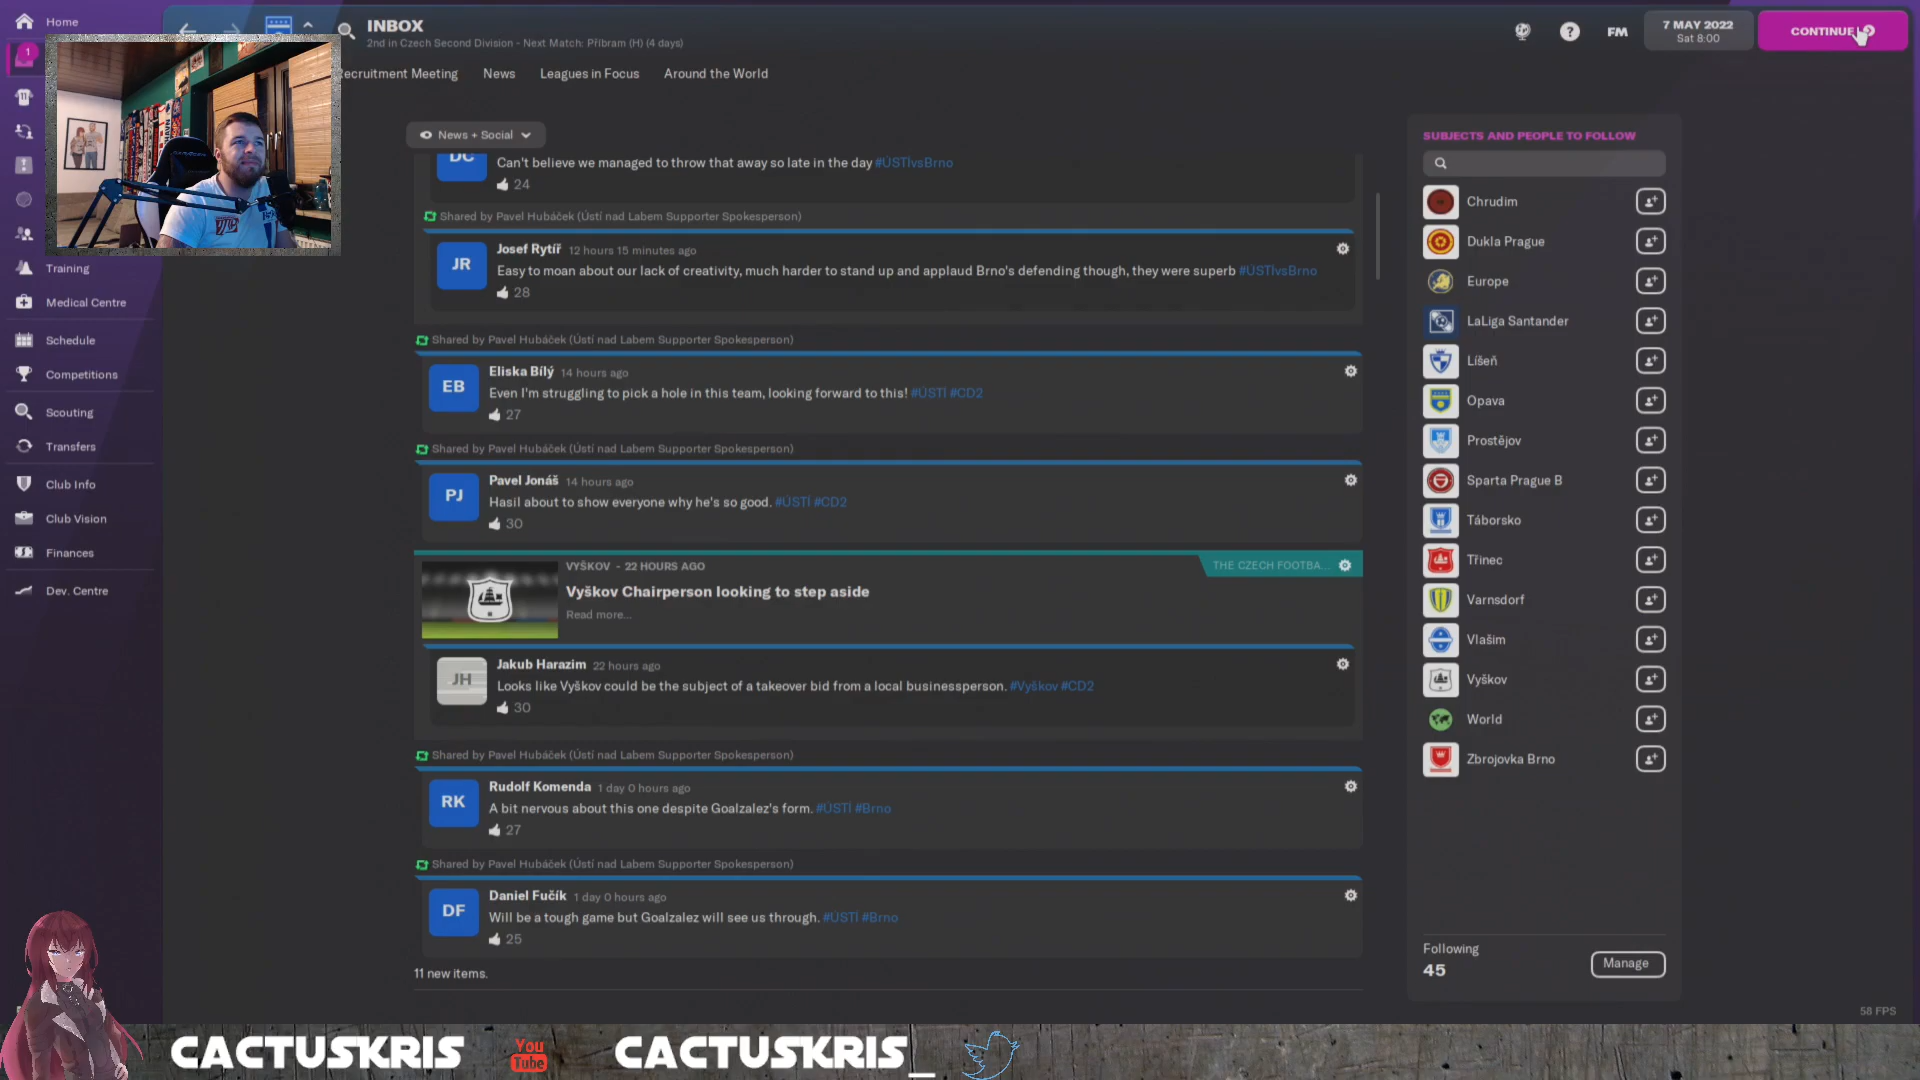 Home
INBOX
2nd in Czech Second Division - Next Match: Příbram (H) (4 days)
FM
7 MAY 2022
Sat 8:00
CONTINUE
1
Recruitment Meeting
News
Leagues in Focus
Around the World
News + Social
Training
Medical Centre
Schedule
Competitions
Scouting
Transfers
Club Info
Club Vision
Finances
Dev. Centre
DC
Can't believe we managed to throw that away so late in the day #ÚSTÍvsBrno
24
Shared by Pavel Hubáček (Ústí nad Labem Supporter Spokesperson)
JR
Josef Rytíř 12 hours 15 minutes ago
Easy to moan about our lack of creativity, much harder to stand up and applaud Brno's defending though, they were superb #ÚSTÍvsBrno
28
Shared by Pavel Hubáček (Ústí nad Labem Supporter Spokesperson)
EB
Eliska Bílý 14 hours ago
Even I'm struggling to pick a hole in this team, looking forward to this! #ÚSTÍ #CD2
27
Shared by Pavel Hubáček (Ústí nad Labem Supporter Spokesperson)
PJ
Pavel Jonáš 14 hours ago
Hasil about to show everyone why he's so good. #ÚSTÍ #CD2
30
VYŠKOV - 22 HOURS AGO
THE CZECH FOOTBA...
Vyškov Chairperson looking to step aside
Read more...
JH
Jakub Harazim 22 hours ago
Looks like Vyškov could be the subject of a takeover bid from a local businessperson. #Vyškov #CD2
30
Shared by Pavel Hubáček (Ústí nad Labem Supporter Spokesperson)
RK
Rudolf Komenda 1 day 0 hours ago
A bit nervous about this one despite Goalzalez's form. #ÚSTÍ #Brno
27
Shared by Pavel Hubáček (Ústí nad Labem Supporter Spokesperson)
DF
Daniel Fučík 1 day 0 hours ago
Will be a tough game but Goalzalez will see us through. #ÚSTÍ #Brno
25
11 new items.
SUBJECTS AND PEOPLE TO FOLLOW
Chrudim
Dukla Prague
Europe
LaLiga Santander
Líšeň
Opava
Prostějov
Sparta Prague B
Táborsko
Třinec
Varnsdorf
Vlašim
Vyškov
World
Zbrojovka Brno
Following
45
Manage
58 FPS
CACTUSKRIS
You
Tube
CACTUSKRIS_